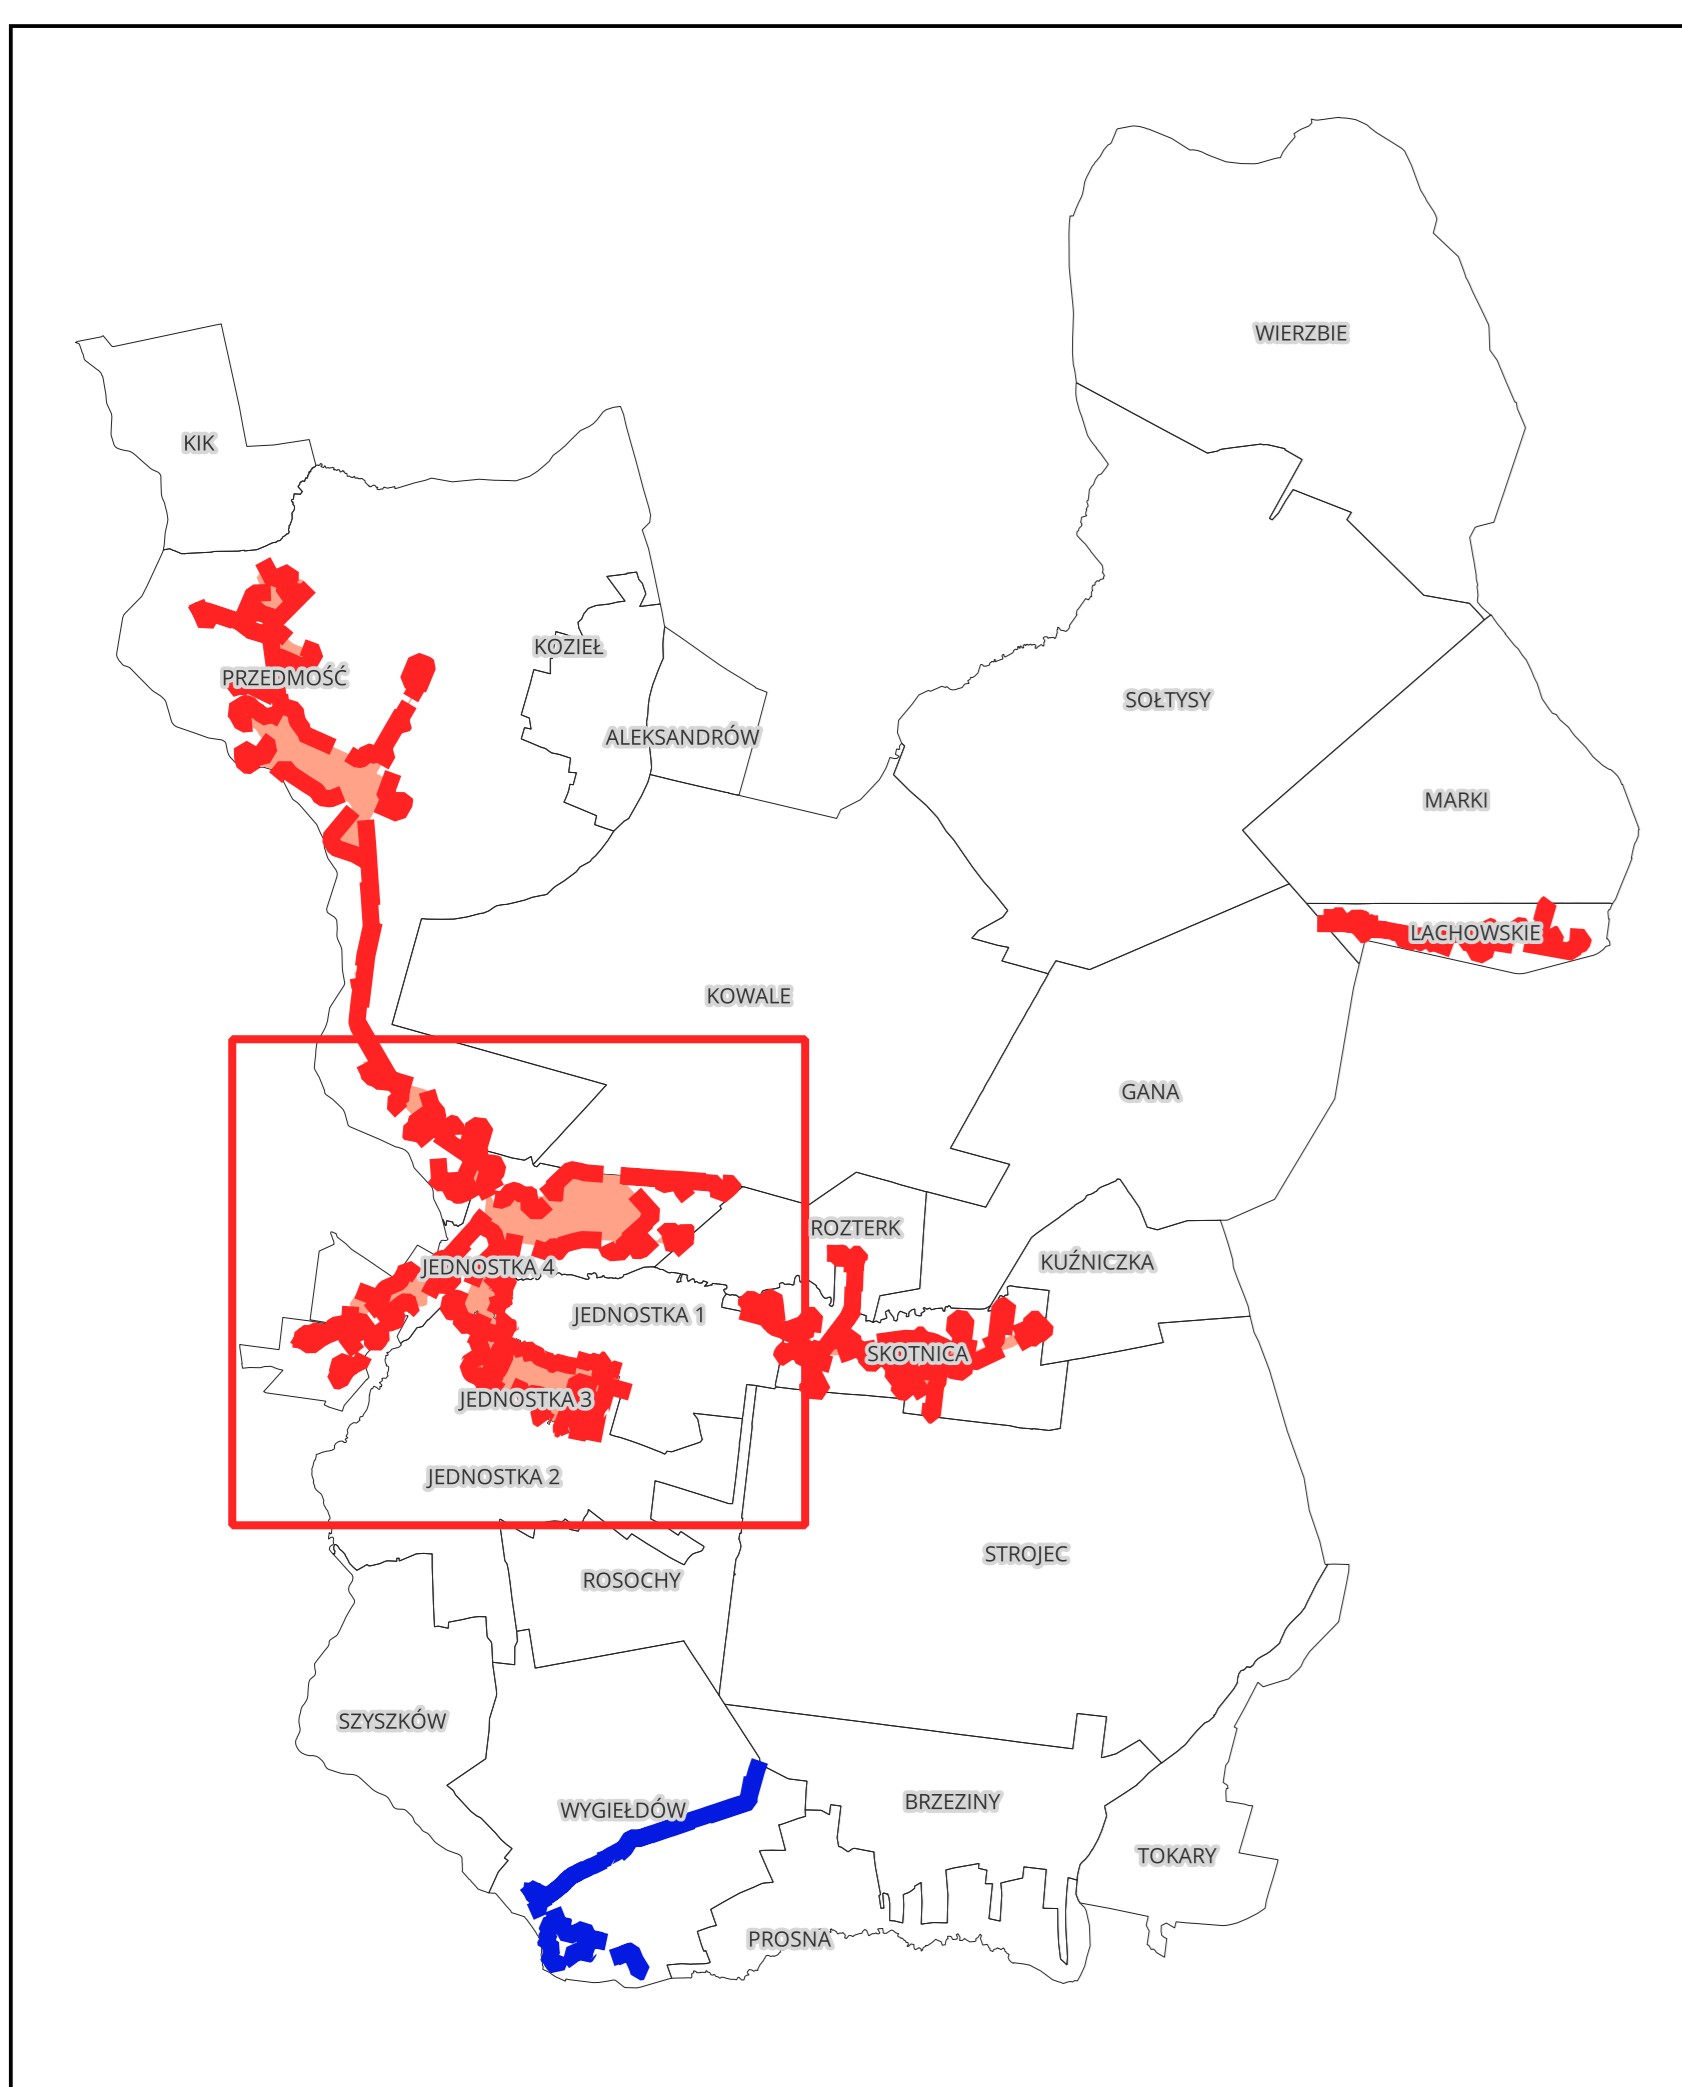 WIERZBIE
KIK
KOZIEŁ
PRZEDMOŚĆ
SOŁTYSY
ALEKSANDRÓW
MARKI
LACHOWSKIE
KOWALE
GANA
ROZTERK
KUŹNICZKA
JEDNOSTKA 4
JEDNOSTKA 1
SKOTNICA
JEDNOSTKA 3
JEDNOSTKA 2
STROJEC
ROSOCHY
SZYSZKÓW
BRZEZINY
WYGIEŁDÓW
TOKARY
PROSNA